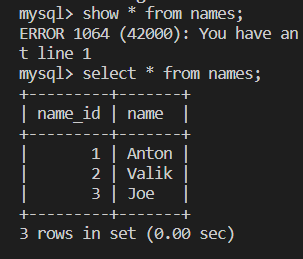 mysql> show * from names;
ERROR 1064 (42000): You have an
t line 1
mysql> select * from names;
+---------+-------+
| name_id | name  |
+---------+-------+
|       1 | Anton |
|       2 | Valik |
|       3 | Joe   |
+---------+-------+
3 rows in set (0.00 sec)